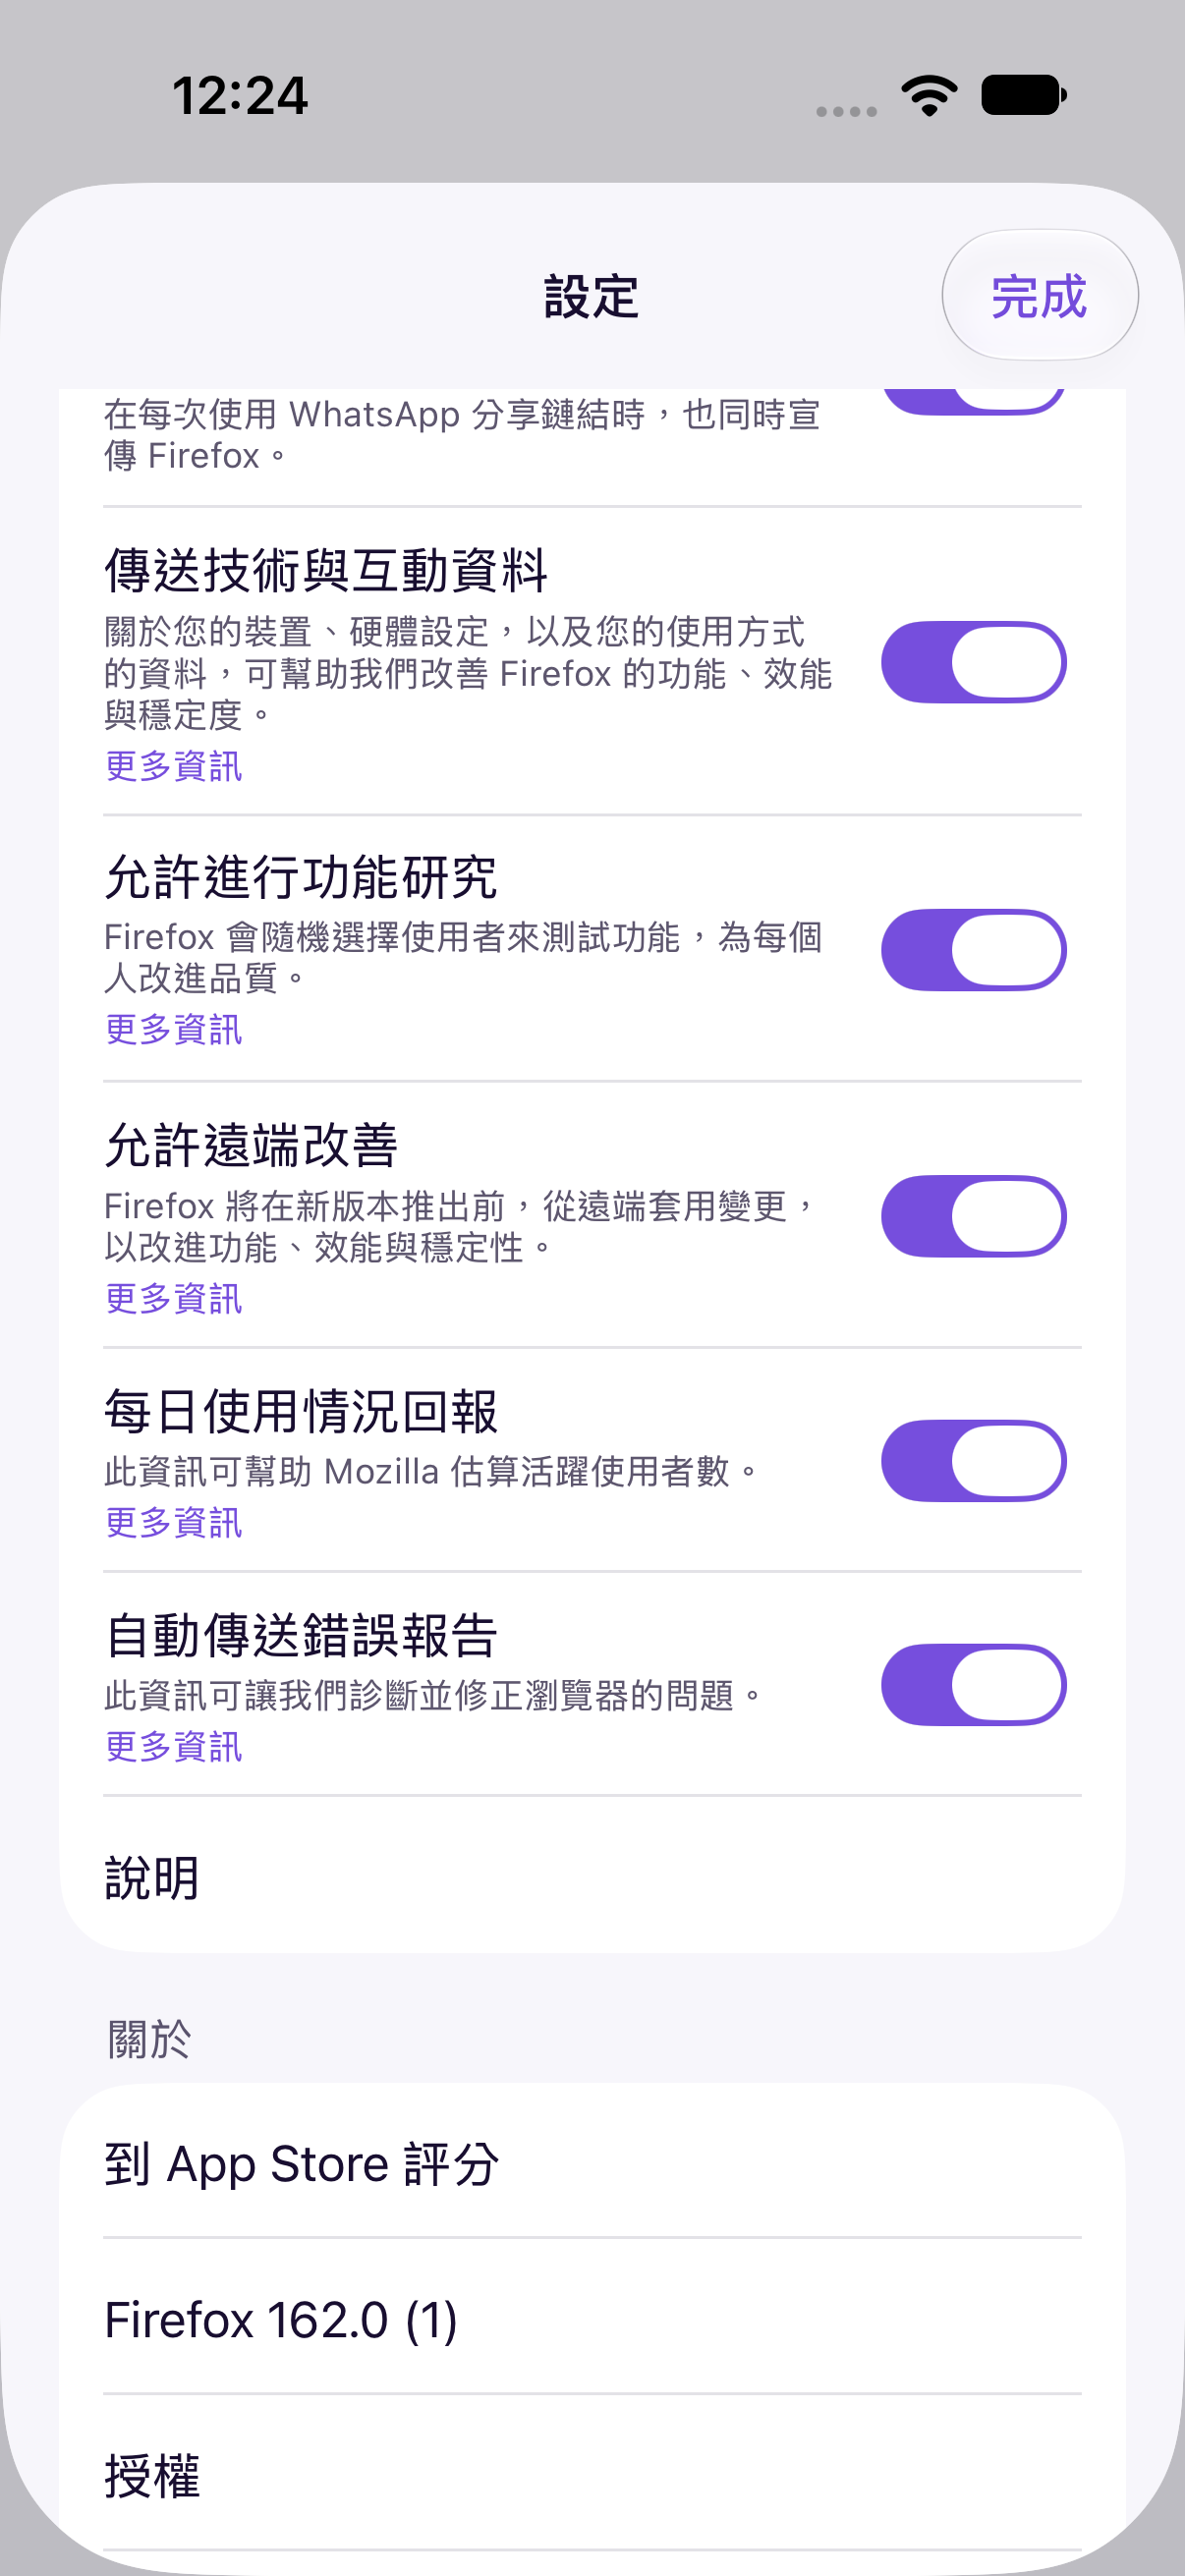 12:24
設定
完成
在每次使用 WhatsApp 分享鏈結時，也同時宣
傳 Firefox。
傳送技術與互動資料
關於您的裝置、硬體設定，以及您的使用方式
的資料，可幫助我們改善 Firefox 的功能、效能
與穩定度。
更多資訊
允許進行功能研究
Firefox 會隨機選擇使用者來測試功能，為每個
人改進品質。
更多資訊
允許遠端改善
Firefox 將在新版本推出前，從遠端套用變更，
以改進功能、效能與穩定性。
更多資訊
每日使用情況回報
此資訊可幫助 Mozilla 估算活躍使用者數。
更多資訊
自動傳送錯誤報告
此資訊可讓我們診斷並修正瀏覽器的問題。
更多資訊
說明
關於
到 App Store 評分
Firefox 162.0 (1)
授權